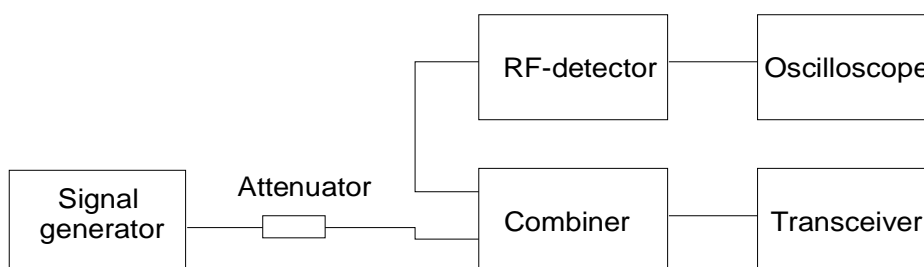 RF-detector
Oscilloscope
Attenuator
Signal
generator
Combiner
Transceiver